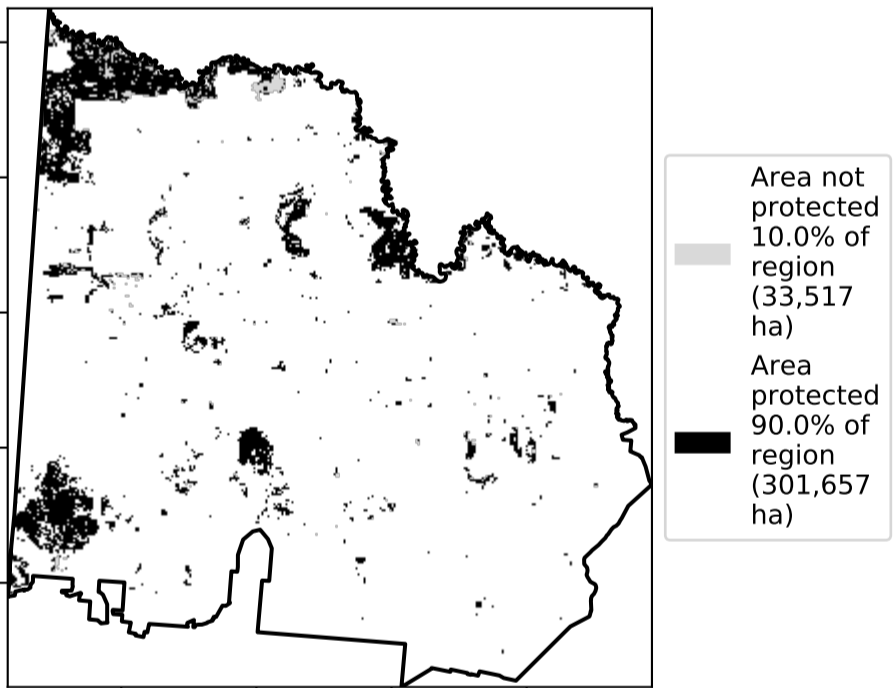 Area not
protected
10.0% of
region
(33,517
ha)
Area
protected
90.0% of
region
(301,657
ha)